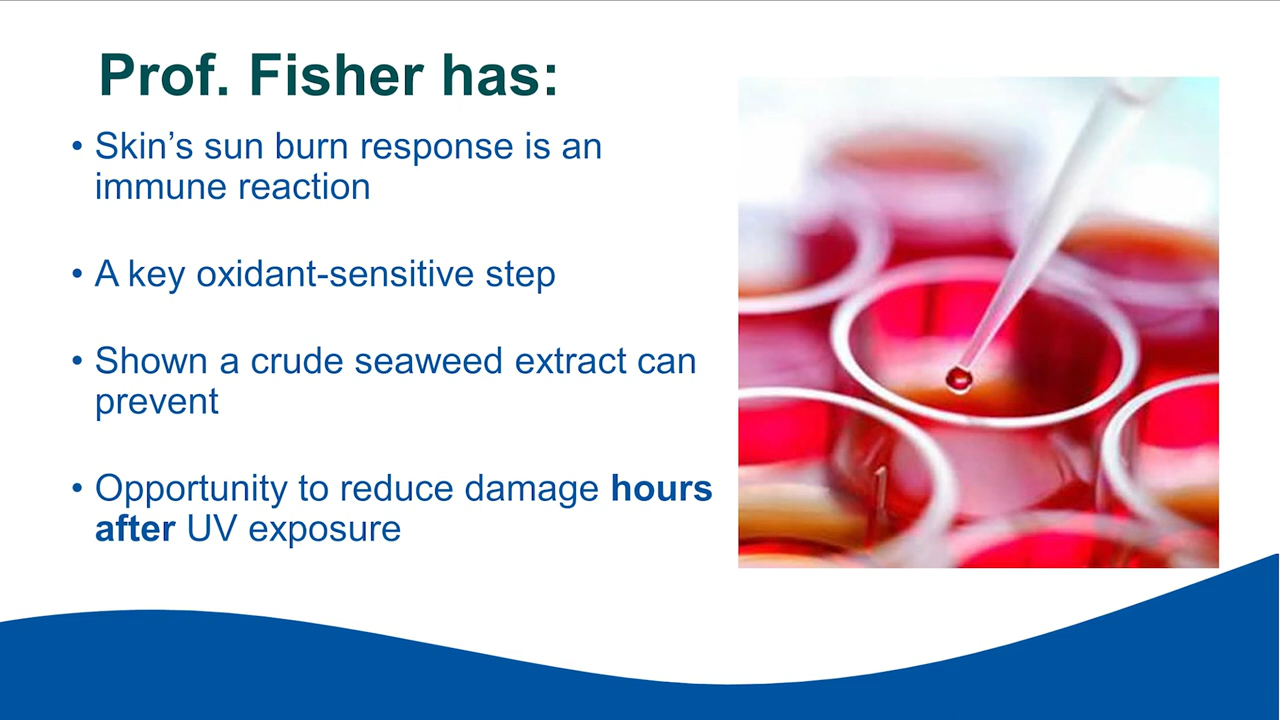 Prof. Fisher has:
• Skin’s sun burn response is an
immune reaction
• A key oxidant-sensitive step
• Shown a crude seaweed extract can
prevent
• Opportunity to reduce damage hours
after UV exposure